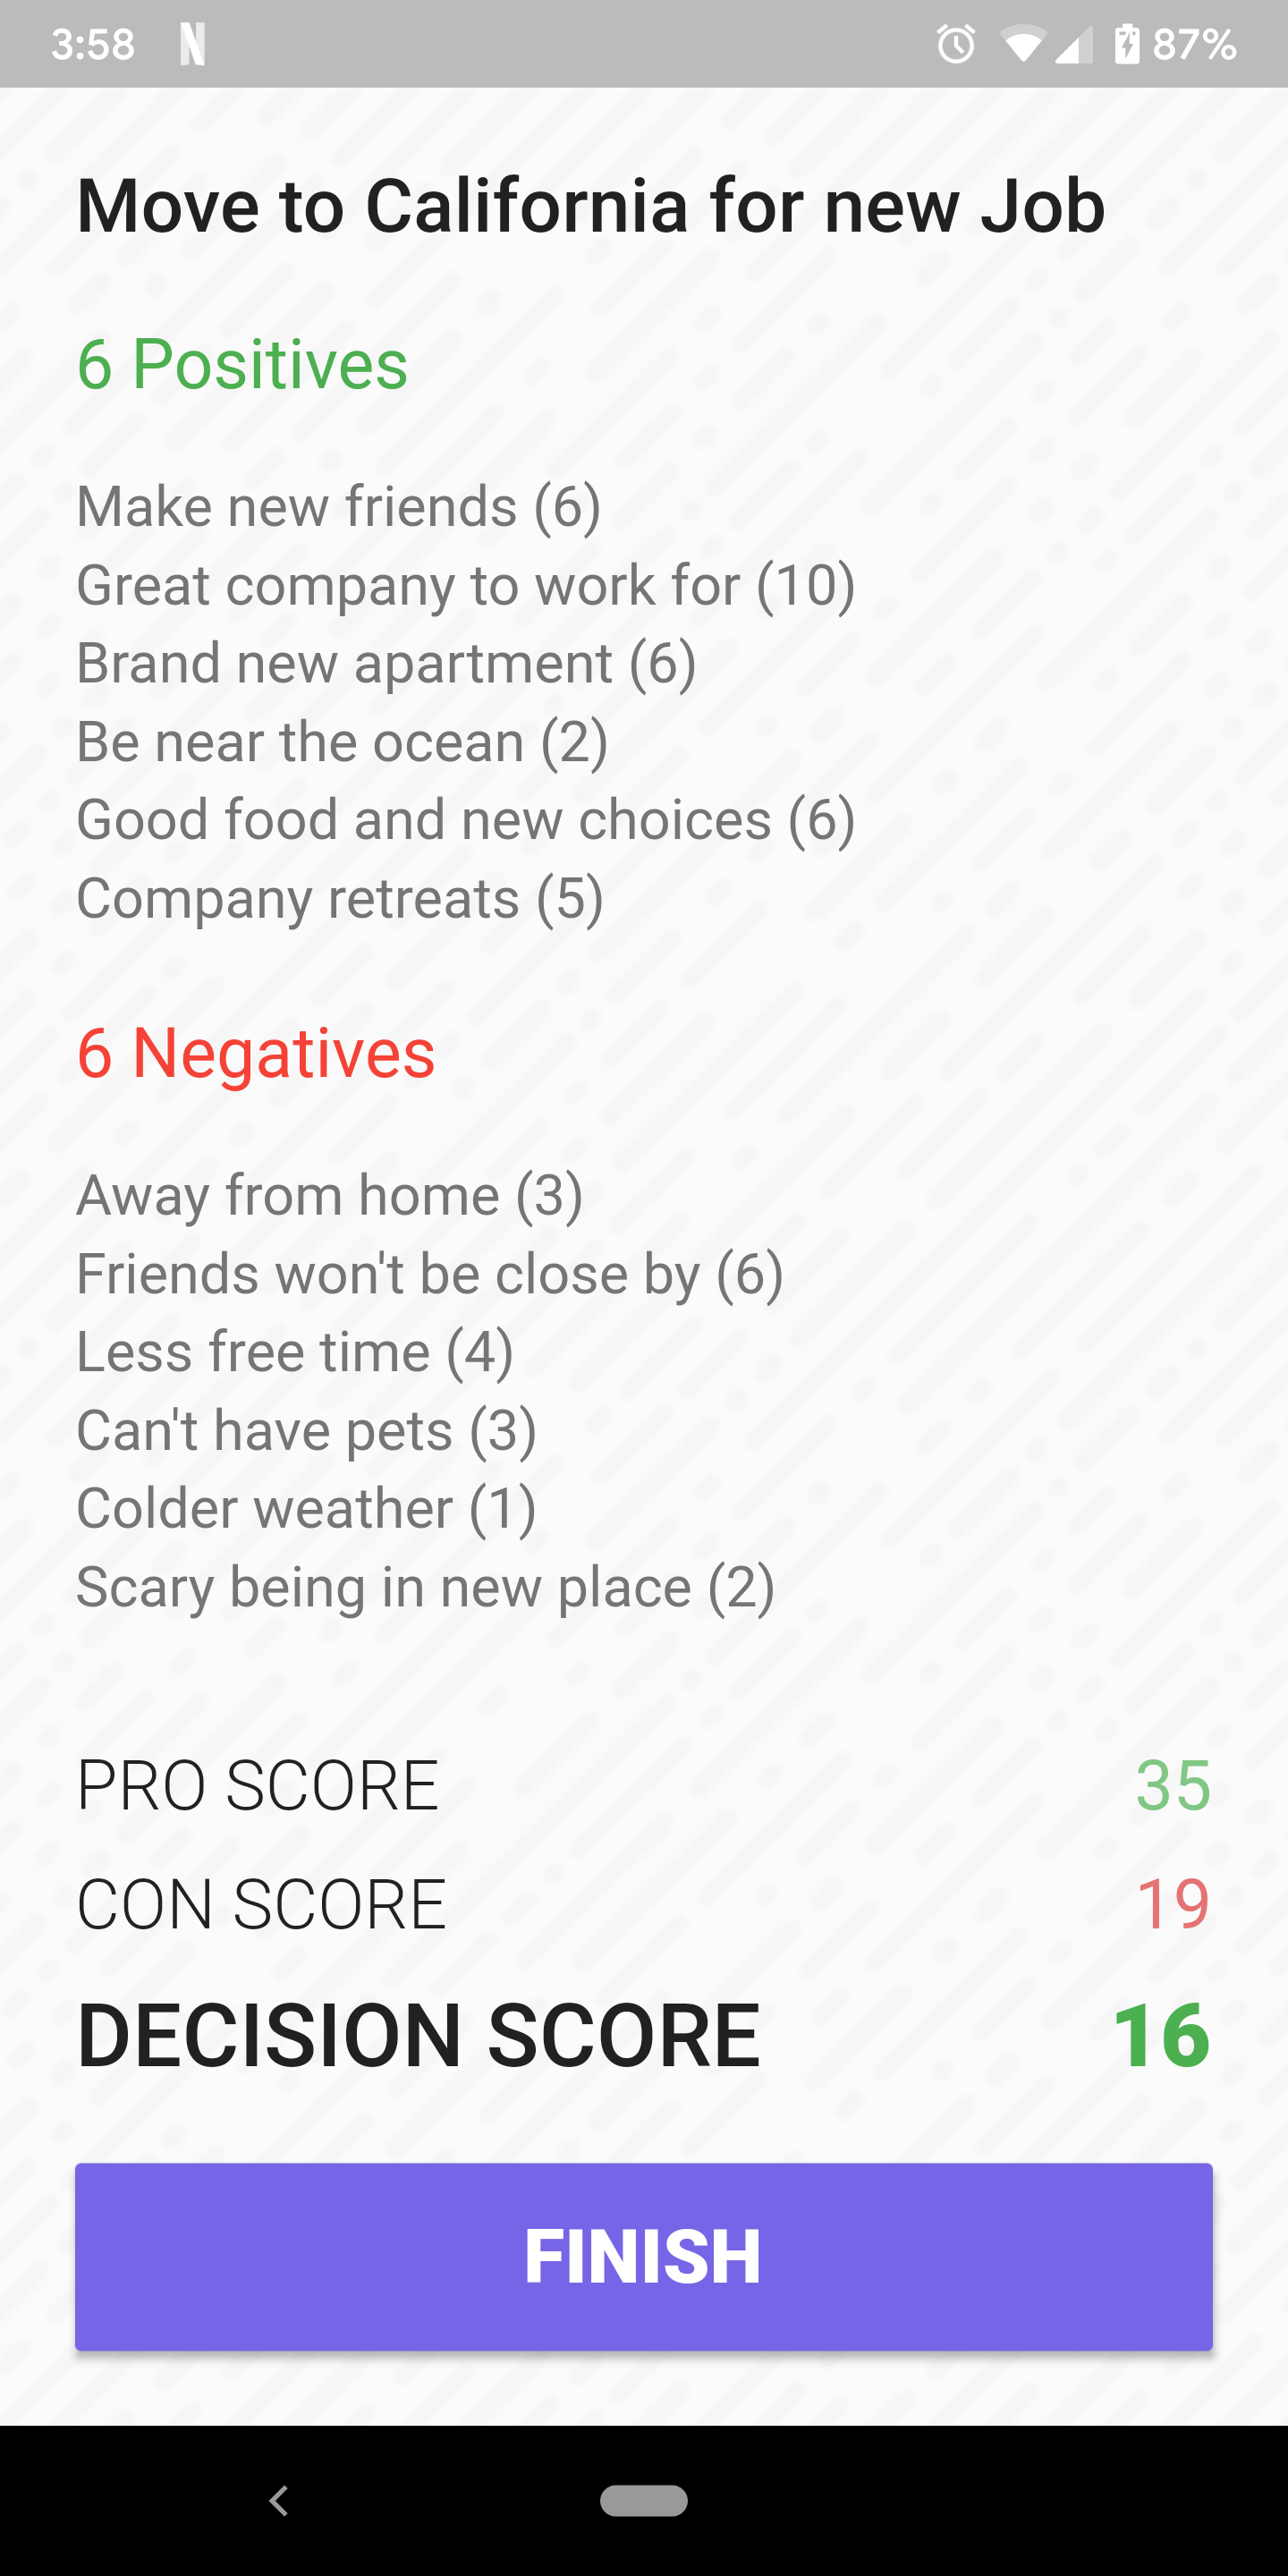 3:58 N 87%
Move to California for new Job
6 Positives
Make new friends (6)
Great company to work for (10)
Brand new apartment (6)
Be near the ocean (2)
Good food and new choices (6)
Company retreats (5)
6 Negatives
Away from home (3)
Friends won't be close by (6)
Less free time (4)
Can't have pets (3)
Colder weather (1)
Scary being in new place (2)
PRO SCORE 35
CON SCORE 19
DECISION SCORE 16
FINISH